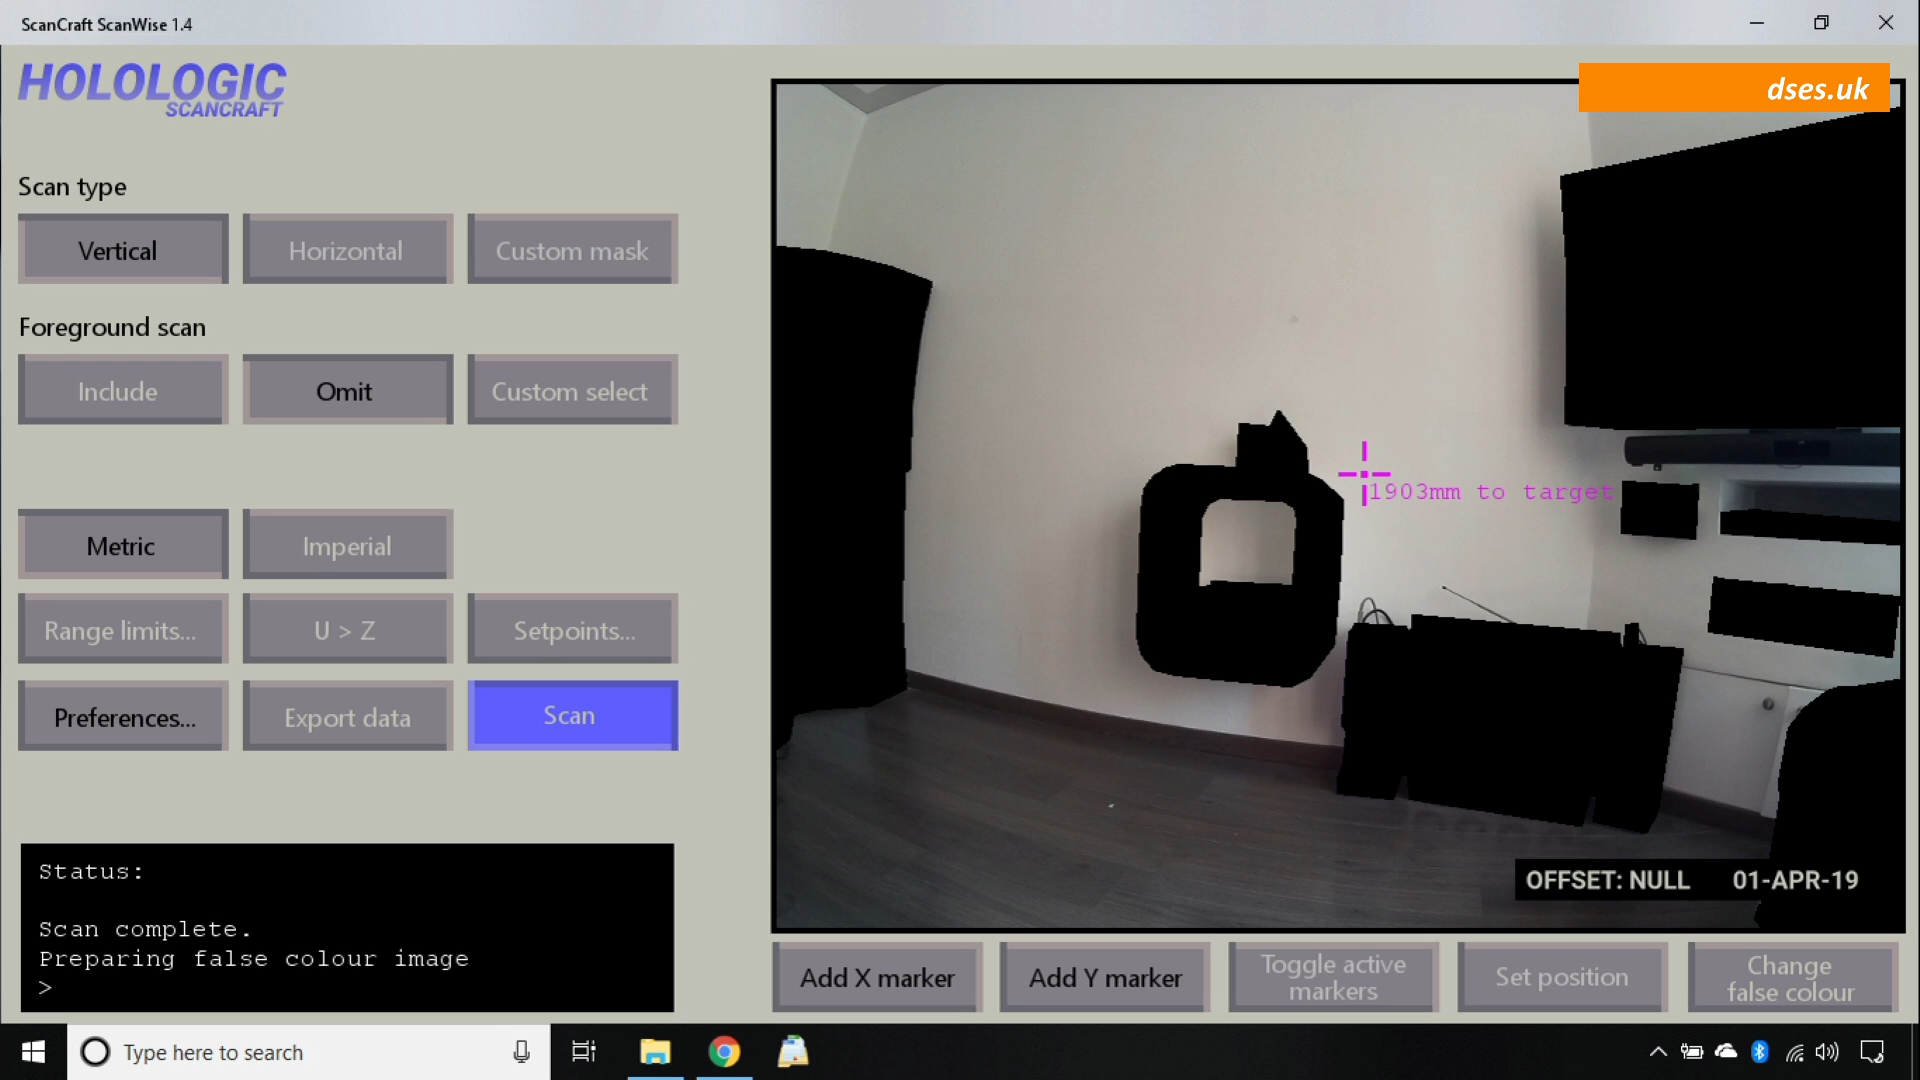 ScanCraft ScanWise 1.4
HOLOLOGIC
SCANCRAFT
dses.uk
Scan type
Vertical
Horizontal
Custom mask
Foreground scan
Include
Omit
Custom select
1903mm to target
Metric
Imperial
Range limits...
U > Z
Setpoints...
Preferences...
Export data
Scan
Status:
Scan complete.
Preparing false colour image
>
OFFSET: NULL 01-APR-19
Add X marker
Add Y marker
Toggle active
markers
Set position
Change
false colour
Type here to search